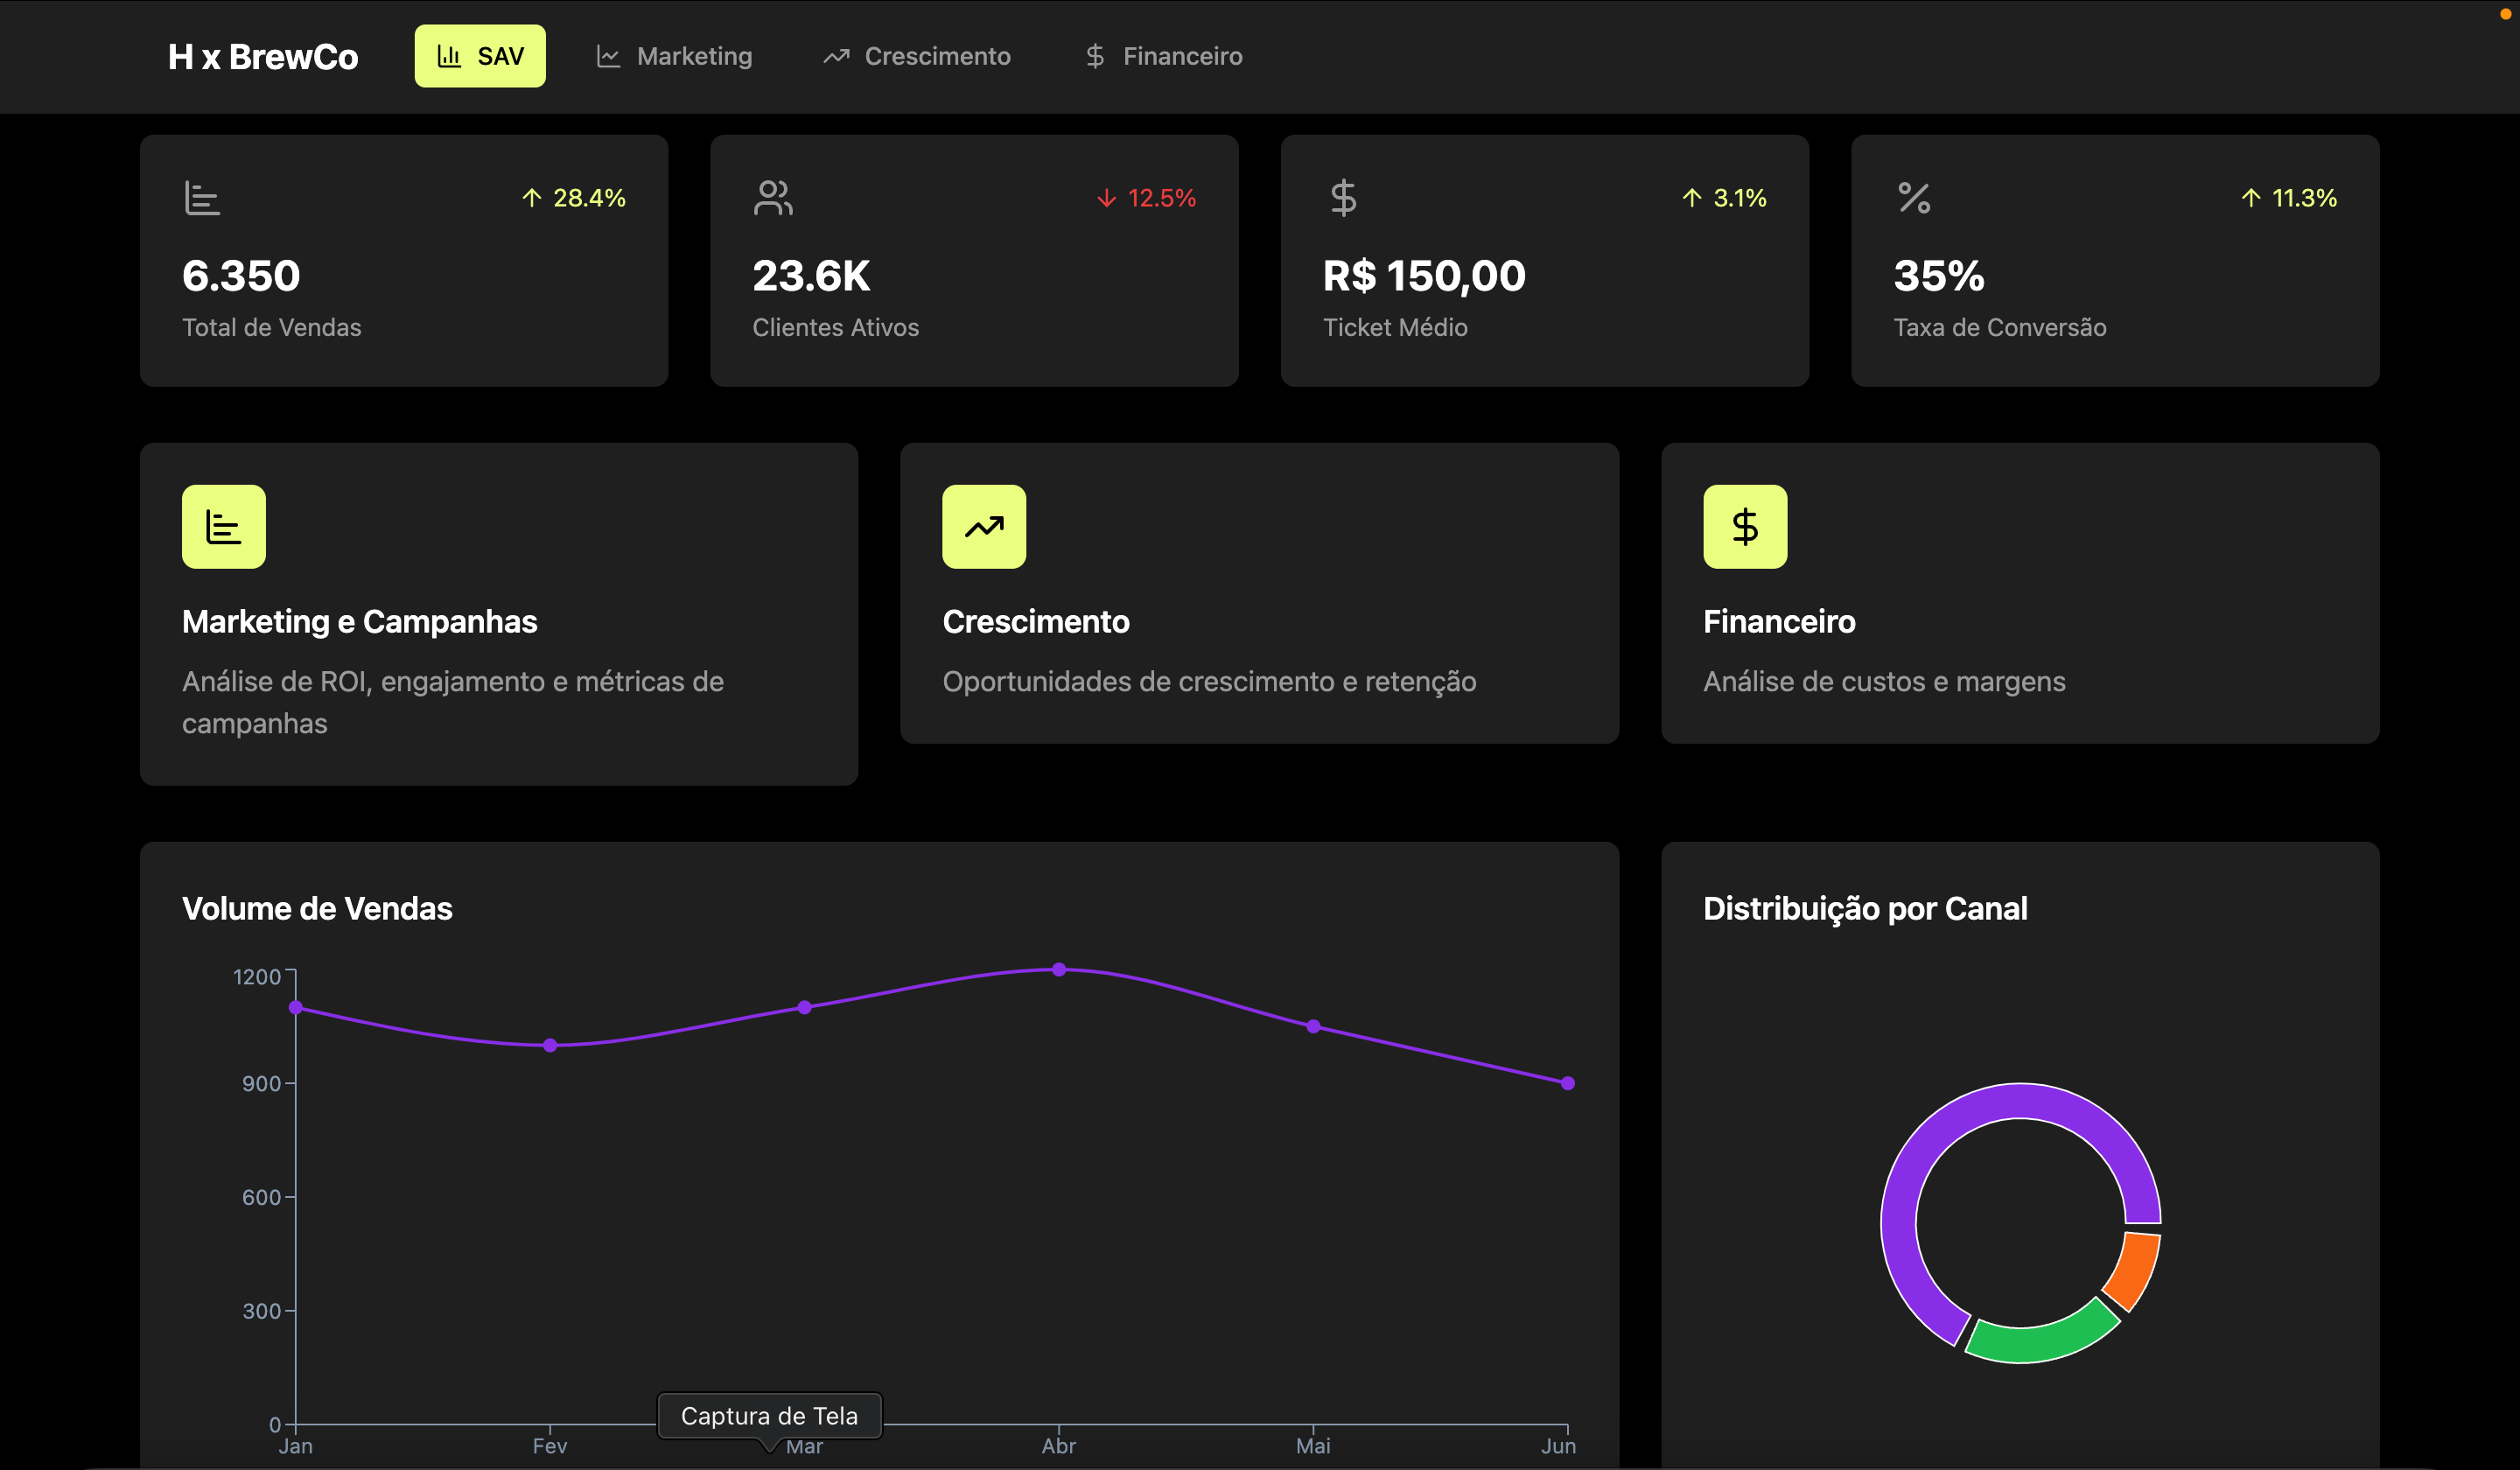 H x BrewCo
SAV
Marketing
Crescimento
Financeiro
28.4%
6.350
Total de Vendas
12.5%
23.6K
Clientes Ativos
3.1%
R$ 150,00
Ticket Médio
11.3%
35%
Taxa de Conversão
Marketing e Campanhas
Análise de ROI, engajamento e métricas de
campanhas
Crescimento
Oportunidades de crescimento e retenção
Financeiro
Análise de custos e margens
Volume de Vendas
1200
900
600
300
0
Jan
Fev
Mar
Abr
Mai
Jun
Captura de Tela
Distribuição por Canal